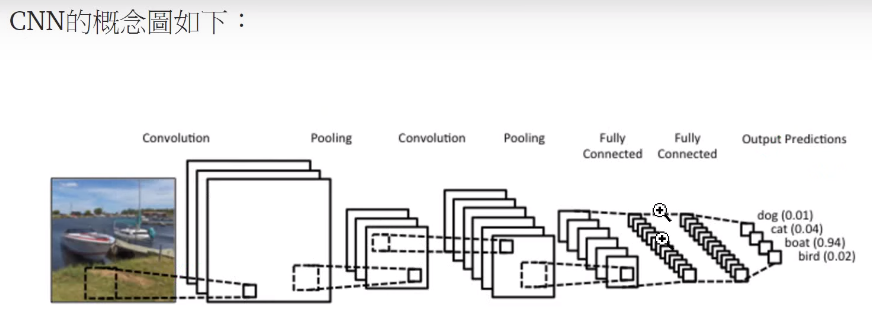 CNN的概念圖如下：
Convolution
Pooling
Convolution
Pooling
Fully
Connected
Fully
Connected
Output Predictions
dog (0.01)
cat (0.04)
boat (0.94)
bird (0.02)